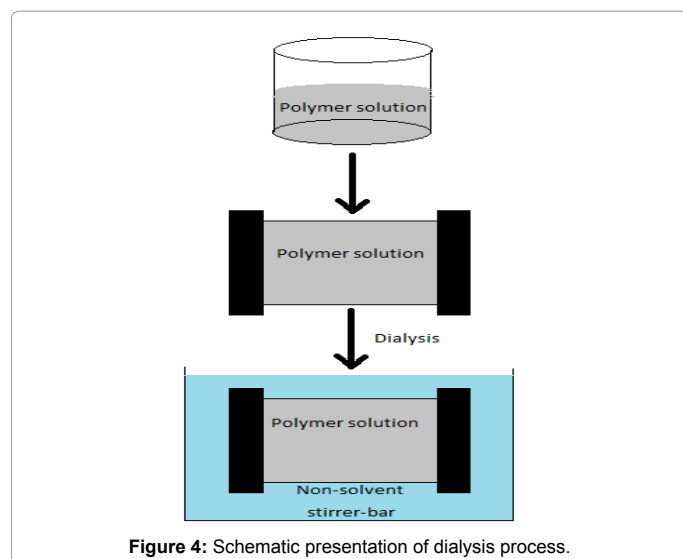 Polymer solution
Polymer solution
Dialysis
Polymer solution
Non-solvent
stirrer-bar
Figure 4: Schematic presentation of dialysis process.